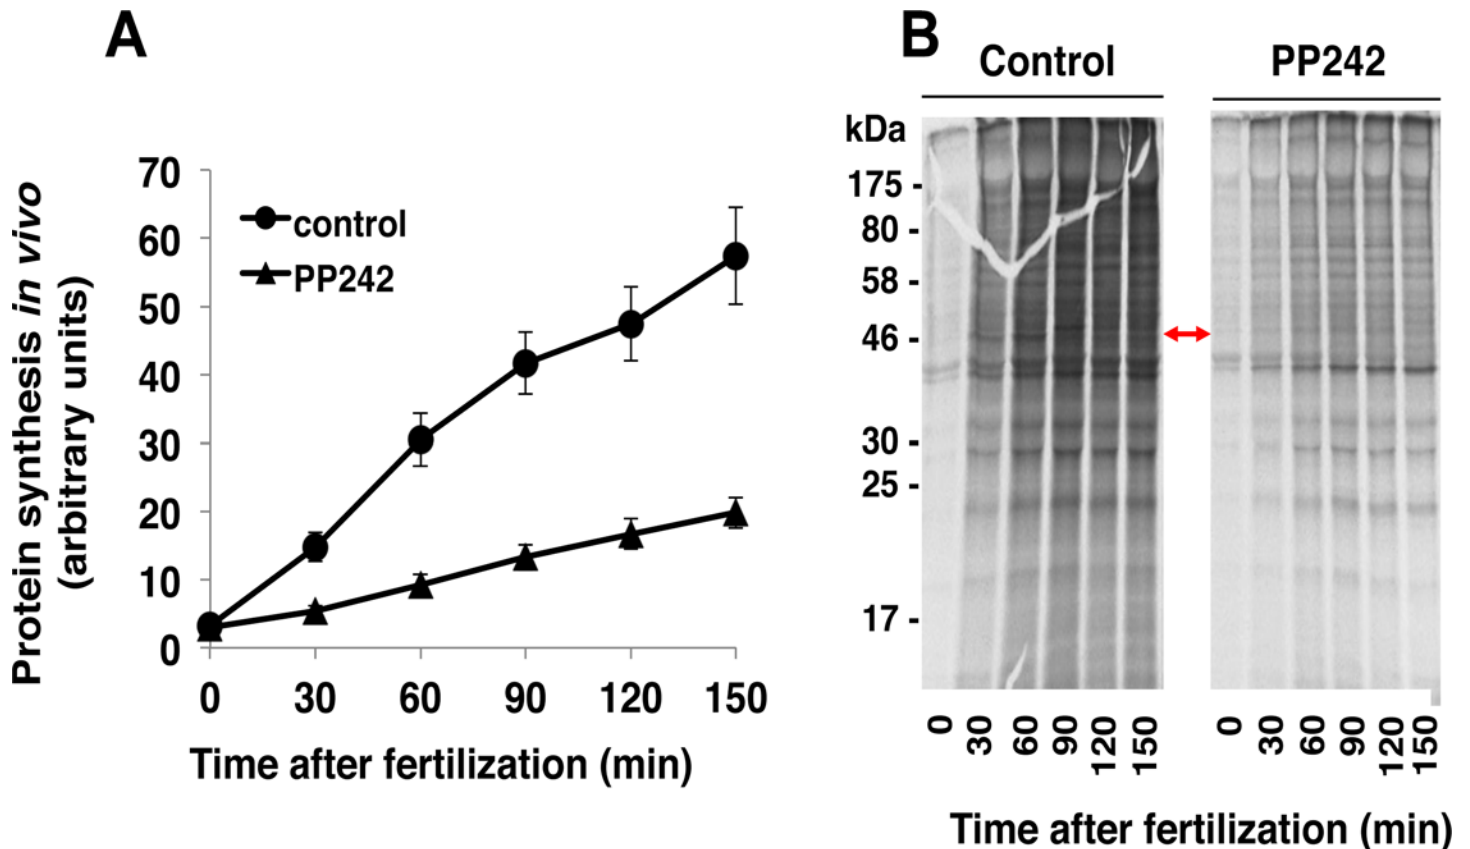 A
Protein synthesis in vivo
(arbitrary units)
70
60
50
40
30
20
10
0
control
PP242
0 30 60 90 120 150
Time after fertilization (min)
B
Control PP242
kDa
175 -
80 -
58 -
46 -
30 -
25 -
17 -
0 30 60 90 120 150 0 30 60 90 120 150
Time after fertilization (min)